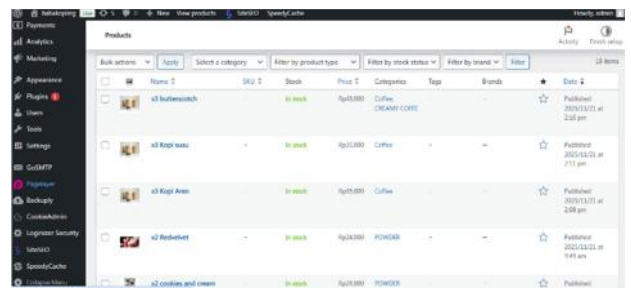 babakoping Live 5 + New View products SiteSEO SpeedyCache Howdy, admin
Payments
Analytics
Marketing
Appearance
Plugins
Users
Tools
Settings
GoSMTP
Pagelayer
Backuply
CookieAdmin
Loginizer Security
SiteSEO
SpeedyCache
Collapse Menu
Products
Activity Finish setup
Bulk actions Apply Select a category Filter by product type Filter by stock status Filter by brand Filter
items
Name SKU Stock Price Categories Tags Brands Date
x3 butterscotch In stock Coffee,
CREAMY COFFE
Published
2025/11/21 at
2:16 pm
x3 Kopi susu – In stock Coffee – –
Published
2025/11/21 at
2:11 pm
x3 Kopi Aren In stock Coffee
Published
2025/11/21 at
2:08 pm
x2 Redvelvet – In stock POWDER – –
Published
2025/11/21 at
x2 cookies and cream In stock POWDER
Published